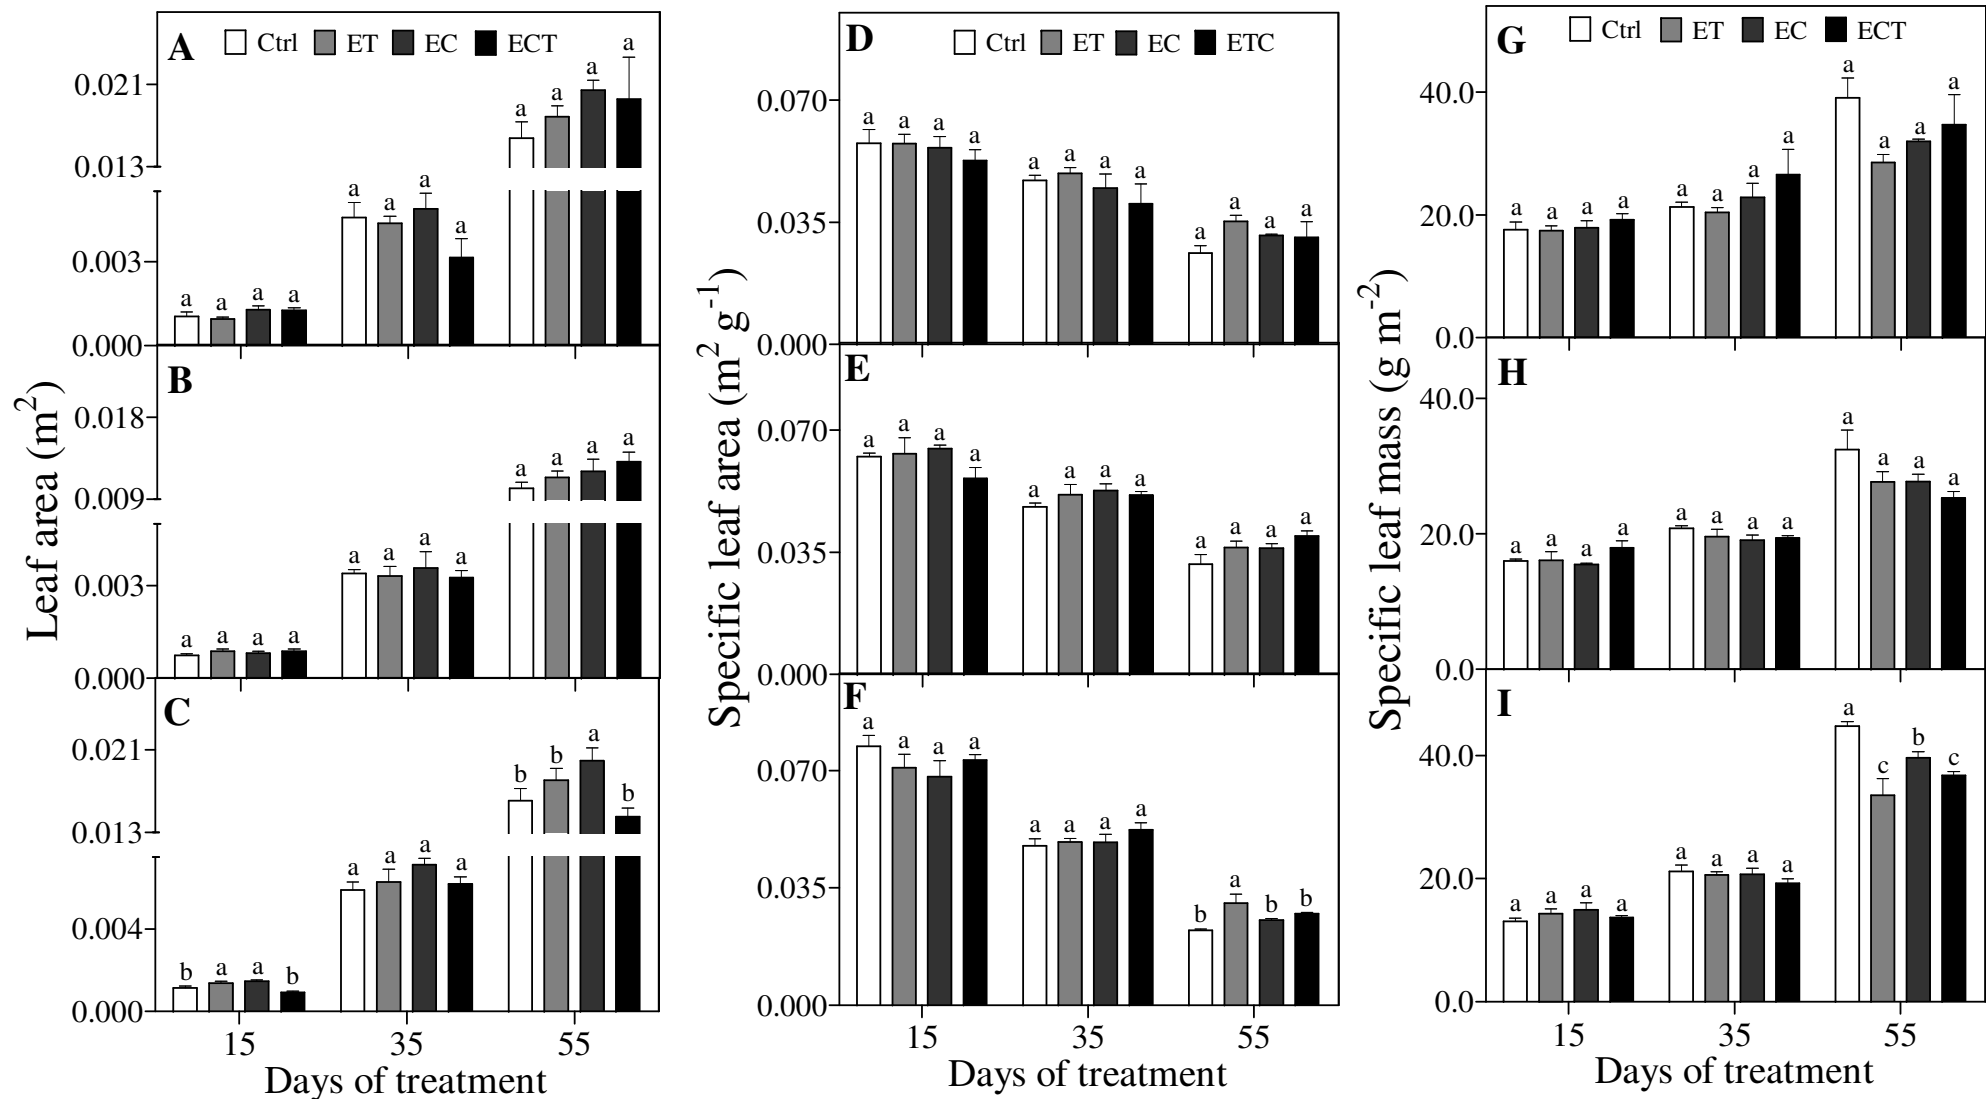 A
Ctrl ET EC ECT
0.021
0.013
0.003
0.000
a a a a
a a a a
a a a a
B
0.018
0.009
0.003
0.000
a a a a
a a a a
a a a a
C
0.021
0.013
0.004
0.000
b a a b
a a a a
b b a b
15 35 55
Days of treatment
Leaf area (m2)
D
Ctrl ET EC ETC
0.070
0.035
0.000
a a a a
a a a a
a a a a
E
0.070
0.035
0.000
a a a a
a a a a
a a a a
F
0.070
0.035
0.000
a a a a
a a a a
b a b b
15 35 55
Days of treatment
Specific leaf area (m2 g-1)
G
Ctrl ET EC ECT
40.0
20.0
0.0
a a a a
a a a a
a a a a
H
40.0
20.0
0.0
a a a a
a a a a
a a a a
I
40.0
20.0
0.0
a a a a
a a a a
a c b c
15 35 55
Days of treatment
Specific leaf mass (g m-2)